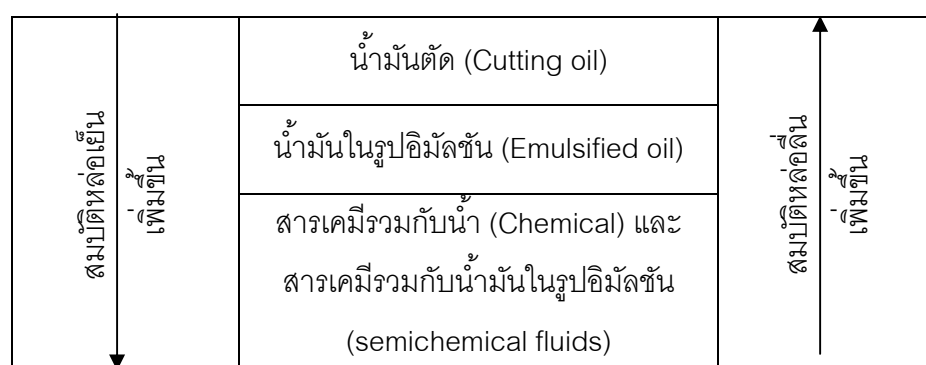 สมบัติหล่อเย็น
เพิ่มขึ้น
น้ำมันตัด (Cutting oil)
น้ำมันในรูปอิมัลชัน (Emulsified oil)
สารเคมีรวมกับน้ำ (Chemical) และ
สารเคมีรวมกับน้ำมันในรูปอิมัลชัน
(semichemical fluids)
สมบัติหล่อลื่น
เพิ่มขึ้น